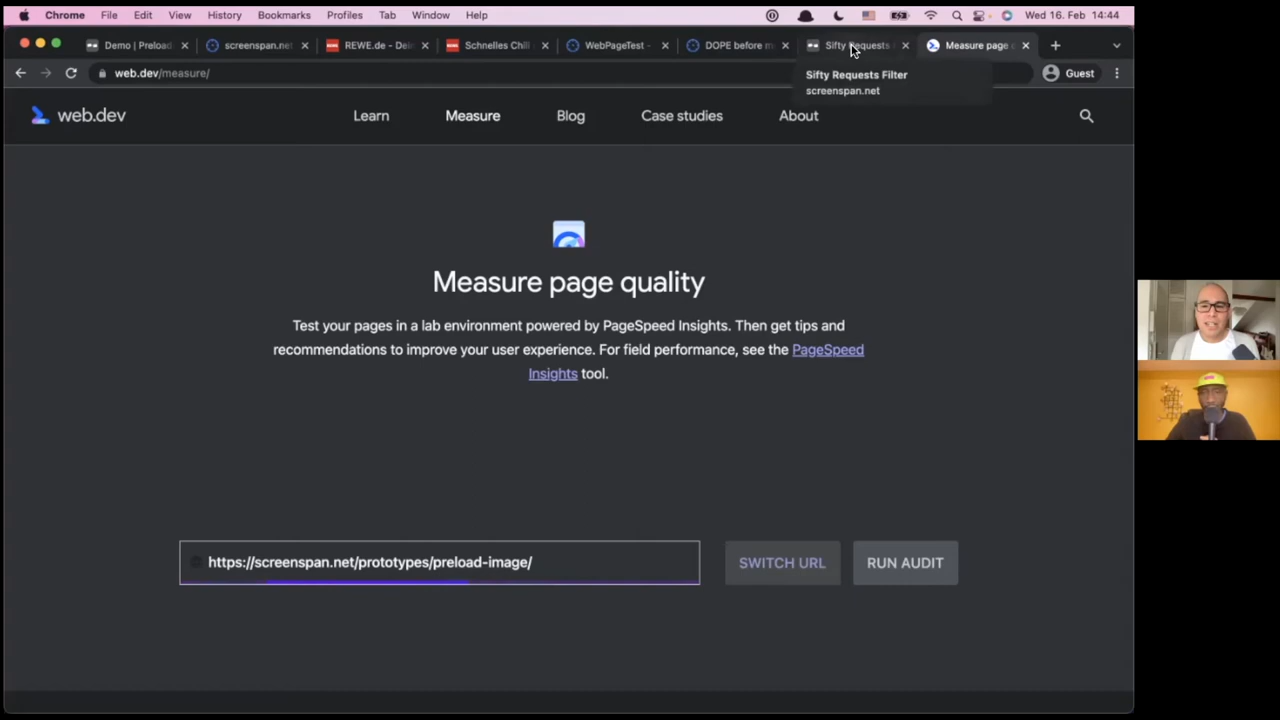 Chrome File Edit View History Bookmarks Profiles Tab Window Help Wed 16. Feb 14:44
Demo | Preload screenspan.net REWE.de - Dei Schnelles Chili WebPageTest - DOPE before m Sifty Requests Measure page
web.dev/measure/ Guest
Sifty Requests Filter
screenspan.net
web.dev Learn Measure Blog Case studies About
Measure page quality
Test your pages in a lab environment powered by PageSpeed Insights. Then get tips and
recommendations to improve your user experience. For field performance, see the PageSpeed
Insights tool.
https://screenspan.net/prototypes/preload-image/ SWITCH URL RUN AUDIT